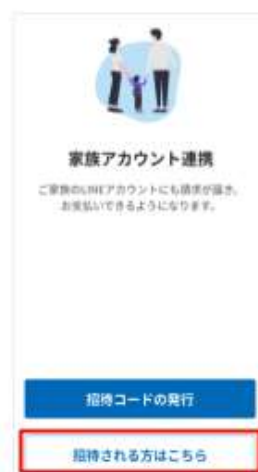 家族アカウント連携
ご家族のLINEアカウントにも請求が届き、
お支払いできるようになります。
招待コードの発行
招待される方はこちら